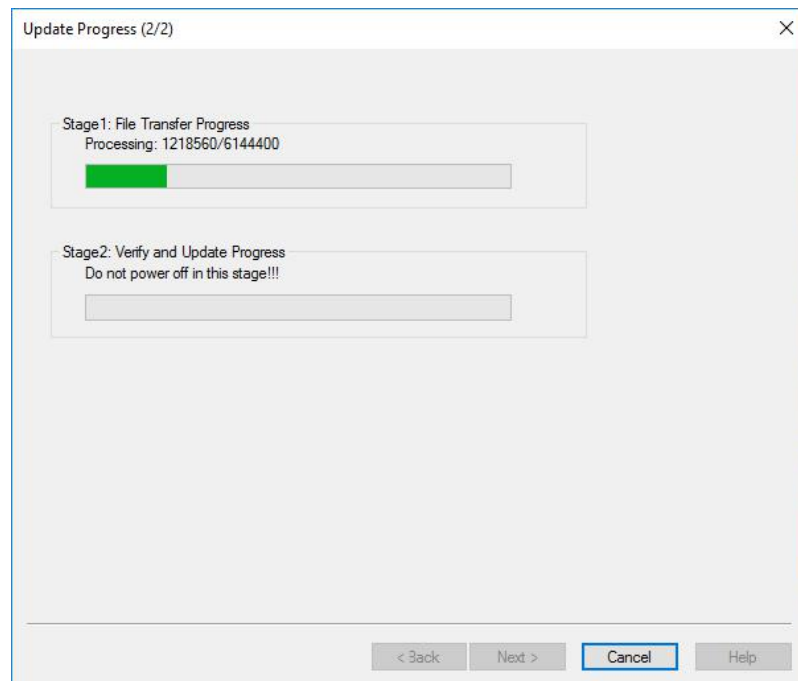 Update Progress (2/2)
Stage1: File Transfer Progress
Processing: 1218560/6144400
Stage2: Verify and Update Progress
Do not power off in this stage!!!
< Back
Next >
Cancel
Help